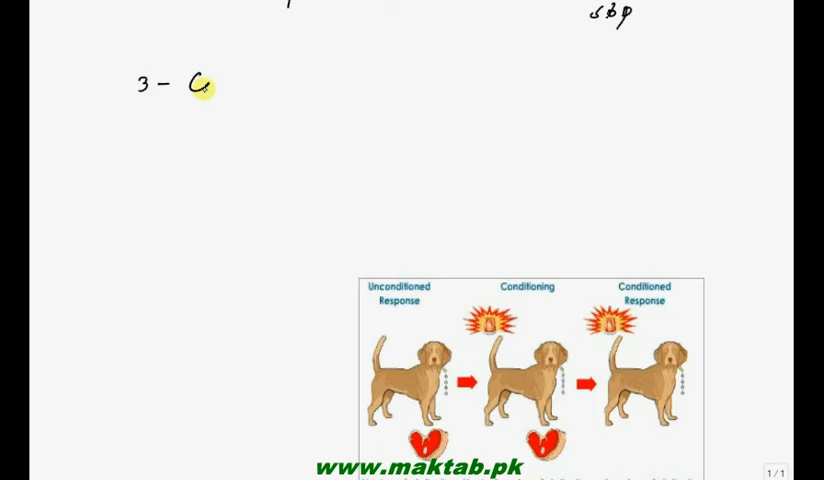 3 - C
Unconditioned Response
Conditioning
Conditioned Response
www.maktab.pk
1/1